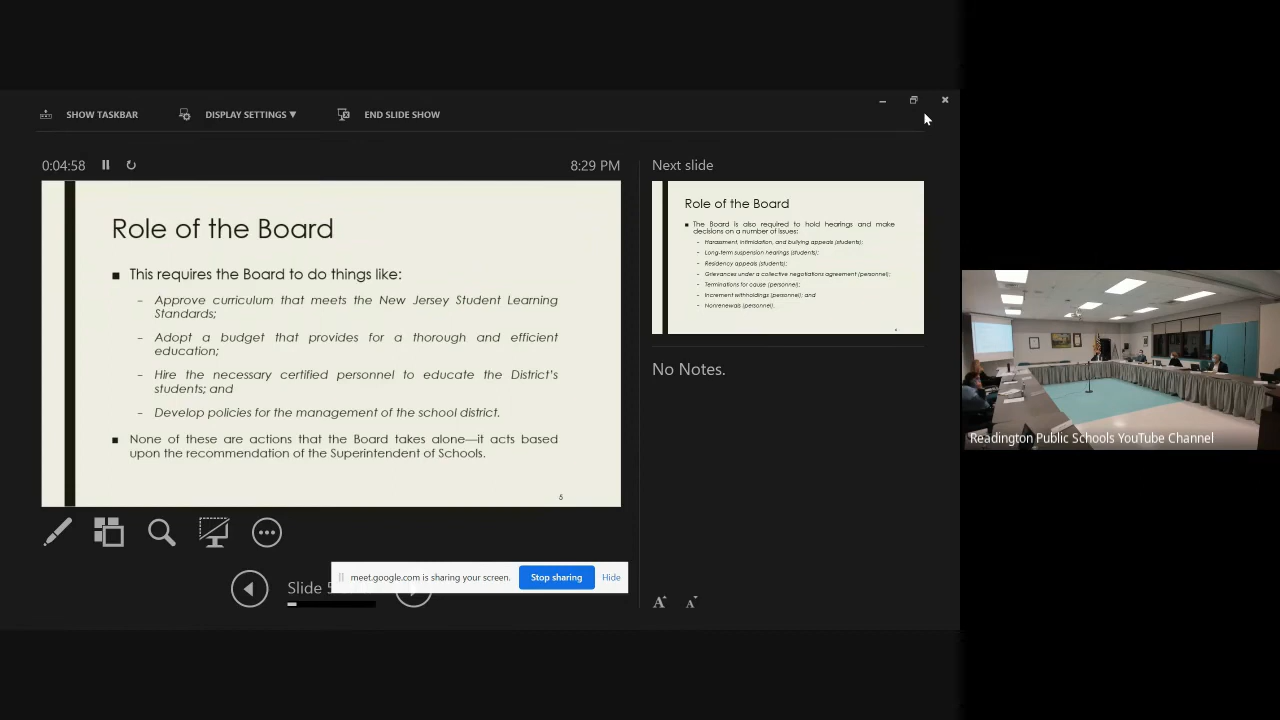 SHOW TASKBAR
DISPLAY SETTINGS ▼
END SLIDE SHOW
0:04:58
8:29 PM
Role of the Board
■ This requires the Board to do things like:
– Approve curriculum that meets the New Jersey Student Learning
Standards;
– Adopt a budget that provides for a thorough and efficient
education;
– Hire the necessary certified personnel to educate the District's
students; and
– Develop policies for the management of the school district.
■ None of these are actions that the Board takes alone—it acts based
upon the recommendation of the Superintendent of Schools.
5
Next slide
Role of the Board
■ The Board is also required to hold hearings and make
decisions on a number of issues:
– Harassment, intimidation, and bullying appeals (students);
– Long-term suspension hearings (students);
– Residency appeals (students);
– Grievances under a collective negotiations agreement (personnel);
– Terminations for cause (personnel);
– Increment withholdings (personnel); and
– Nonrenewals (personnel).
No Notes.
Slide
meet.google.com is sharing your screen.
Stop sharing
Hide
A A
Readington Public Schools YouTube Channel